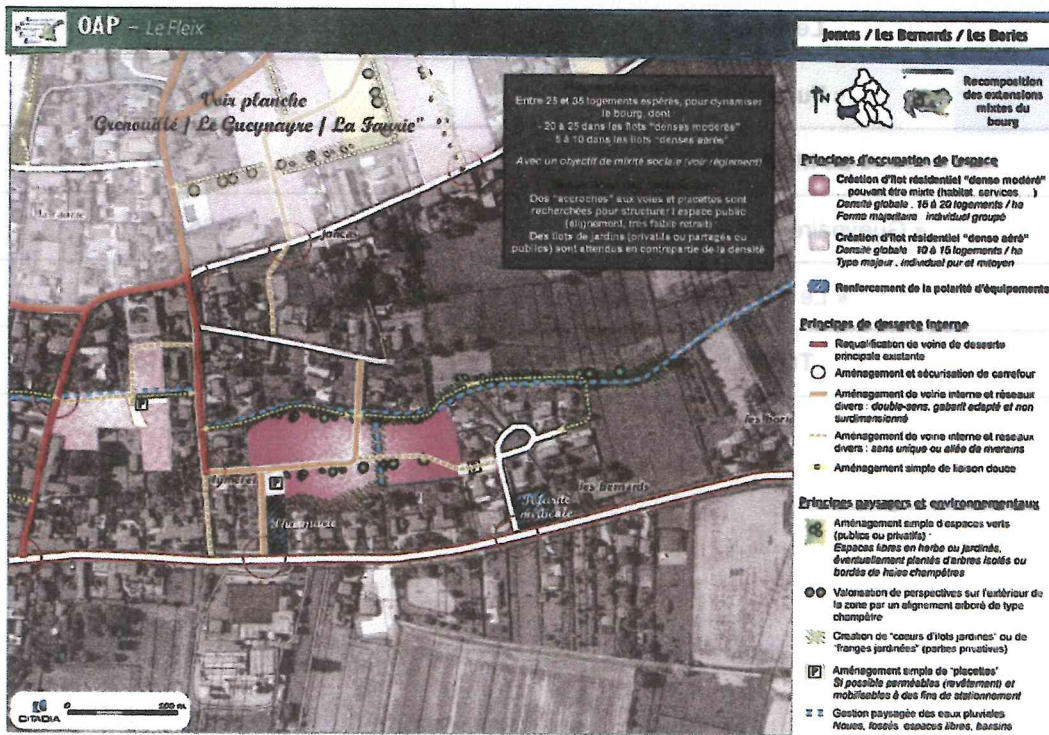 OAP – Le Fleix
Joncas / Les Bernards / Les Bories
Voir planche
"Grenouillé / Le Gueynayre / La Faurie"
Entre 25 et 35 logements espérés, pour dynamiser
le bourg, dont
- 20 à 25 dans les îlots "denses modérés"
- 5 à 10 dans les îlots "denses aérés"
Avec un objectif de mixité sociale (voir règlement)
Des "accroches" aux voies et placettes sont
recherchées pour structurer l'espace public
(alignement, très faible retrait)
Des îlots de jardins (privatifs ou partagés ou
publics) sont attendus en contrepartie de la densité
Joncas
les bories
les bernards
Polarité
médicale
Pharmacie
P
P
N
Recomposition
des extensions
mixtes du
bourg
Principes d'occupation de l'espace
Création d'îlot résidentiel "dense modéré"
pouvant être mixte (habitat, services ...)
Densité globale : 15 à 20 logements / ha
Forme majoritaire : individuel groupé
Création d'îlot résidentiel "dense aéré"
Densité globale : 10 à 15 logements / ha
Type majeur : individuel pur et mitoyen
Renforcement de la polarité d'équipements
Principes de desserte interne
Requalification de voirie de desserte
principale existante
Aménagement et sécurisation de carrefour
Aménagement de voirie interne et réseaux
divers : double-sens, gabarit adapté et non
surdimensionné
Aménagement de voirie interne et réseaux
divers : sens unique ou allée de riverains
Aménagement simple de liaison douce
Principes paysagers et environnementaux
Aménagement simple d'espaces verts
(publics ou privatifs) :
Espaces libres en herbe ou jardinés,
éventuellement plantés d'arbres isolés ou
bordés de haies champêtres
Valorisation de perspectives sur l'extérieur de
la zone par un alignement arboré de type
champêtre
Création de "coeurs d'îlots jardinés" ou de
"franges jardinées" (parties privatives)
P
Aménagement simple de "placettes"
Si possible perméables (revêtement) et
mobilisables à des fins de stationnement
Gestion paysagée des eaux pluviales
Noues, fossés, espaces libres, bassins
CITADIA
0
200 m